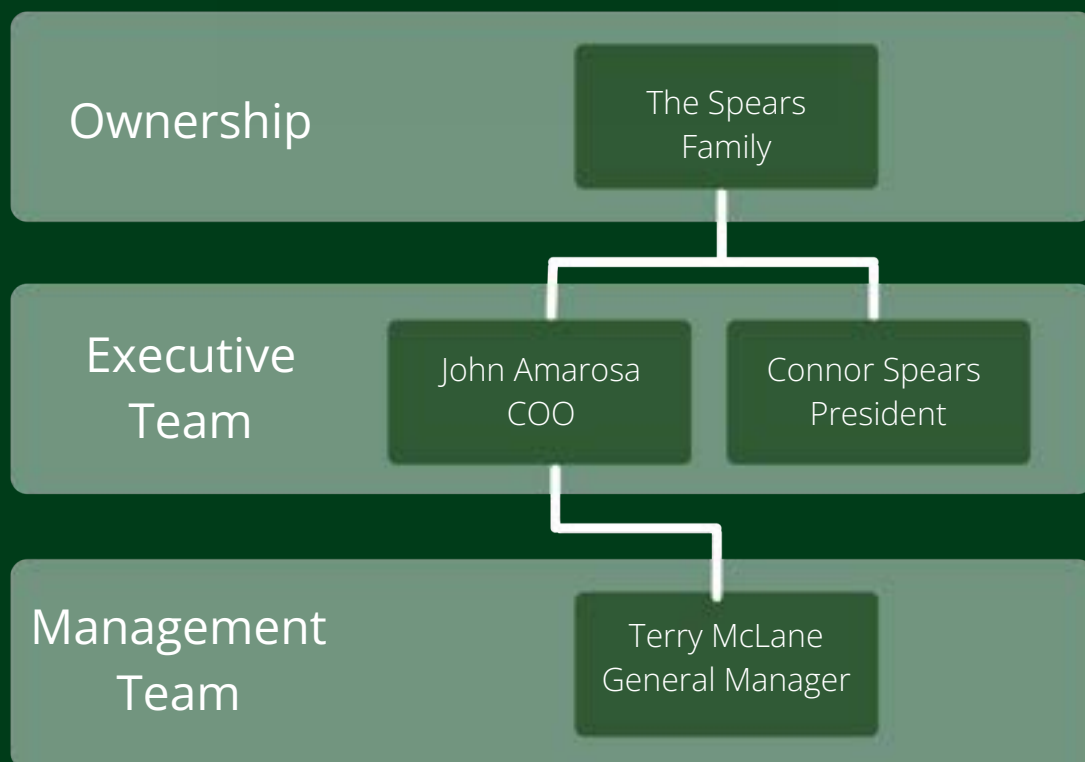 Ownership
The Spears
Family
Executive
Team
John Amarosa
COO
Connor Spears
President
Management
Team
Terry McLane
General Manager